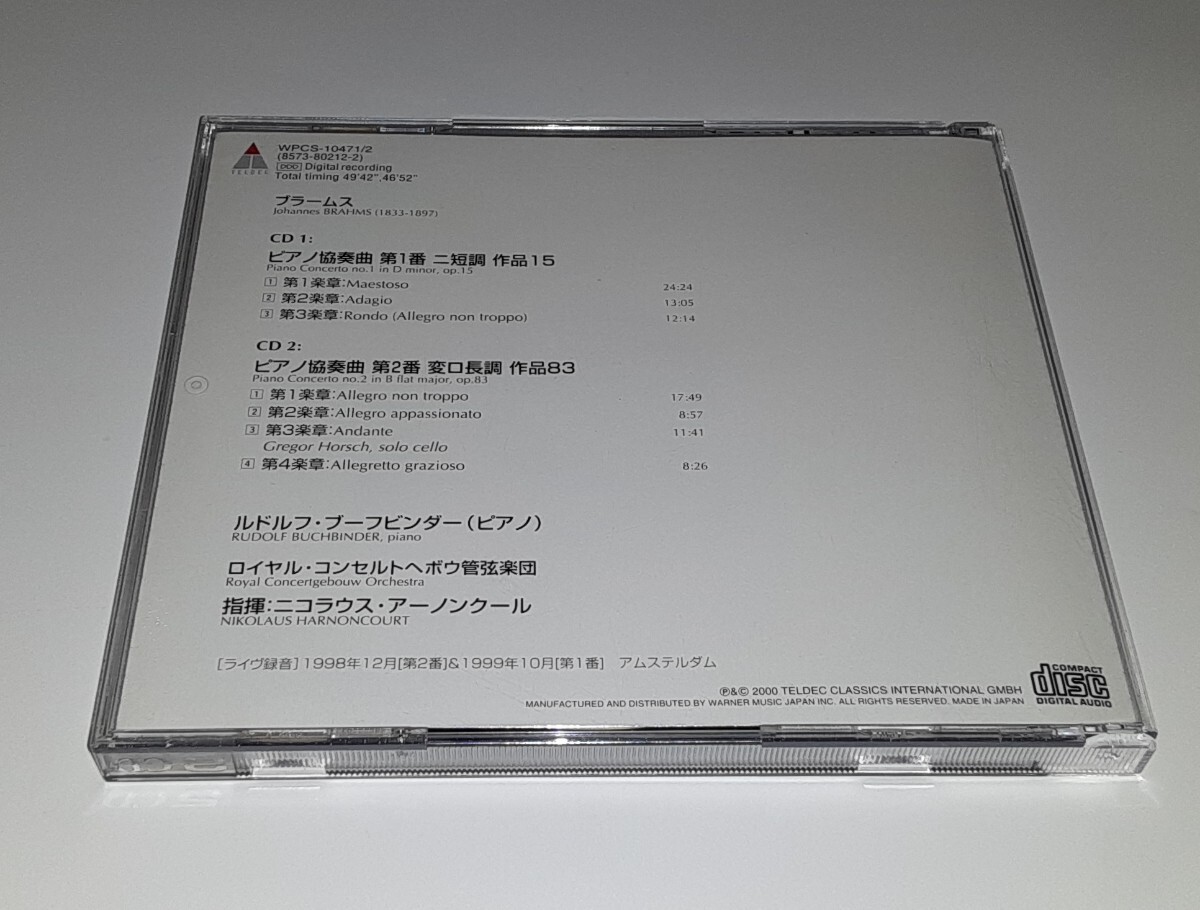 TELDEC
WPCS-10471/2
(8573-80212-2)
DDD Digital recording
Total timing 49'42", 46'52"
ブラームス
Johannes BRAHMS (1833-1897)
CD 1:
ピアノ協奏曲 第1番 ニ短調 作品15
Piano Concerto no.1 in D minor, op.15
1 第1楽章:Maestoso 24:24
2 第2楽章:Adagio 13:05
3 第3楽章:Rondo (Allegro non troppo) 12:14
CD 2:
ピアノ協奏曲 第2番 変ロ長調 作品83
Piano Concerto no.2 in B flat major, op.83
1 第1楽章:Allegro non troppo 17:49
2 第2楽章:Allegro appassionato 8:57
3 第3楽章:Andante 11:41
Gregor Horsch, solo cello
4 第4楽章:Allegretto grazioso 8:26
ルドルフ・ブーフビンダー(ピアノ)
RUDOLF BUCHBINDER, piano
ロイヤル・コンセルトヘボウ管弦楽団
Royal Concertgebouw Orchestra
指揮:ニコラウス・アーノンクール
NIKOLAUS HARNONCOURT
[ライヴ録音] 1998年12月[第2番]&1999年10月[第1番] アムステルダム
℗&© 2000 TELDEC CLASSICS INTERNATIONAL GMBH
MANUFACTURED AND DISTRIBUTED BY WARNER MUSIC JAPAN INC. ALL RIGHTS RESERVED. MADE IN JAPAN
COMPACT
disc
DIGITAL AUDIO